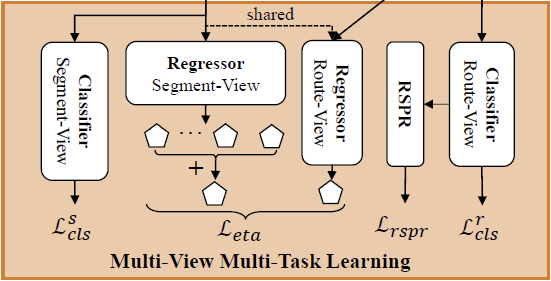 shared
Classifier
Segment-View
Regressor
Segment-View
Regressor
Route-View
RSPR
Classifier
Route-View
...
+
ℒ^s_cls
ℒ_eta
ℒ_rspr
ℒ^r_cls
Multi-View Multi-Task Learning